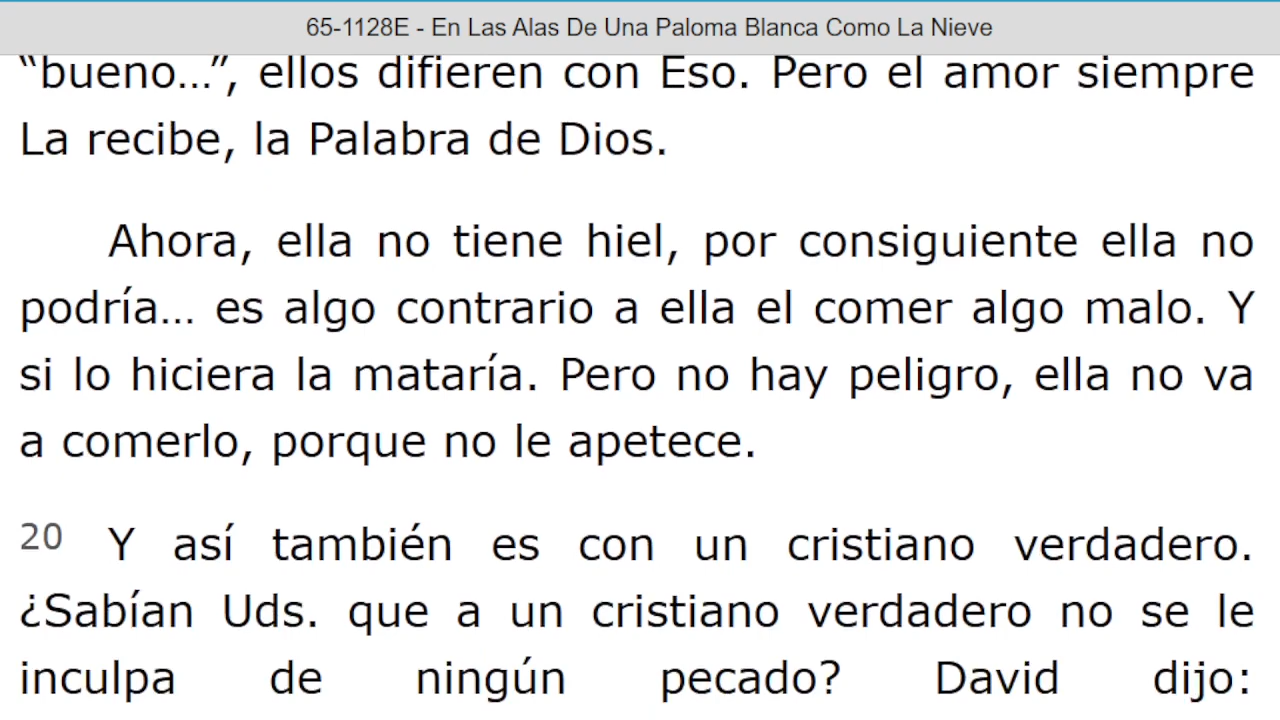 65-1128E - En Las Alas De Una Paloma Blanca Como La Nieve
“bueno…”, ellos difieren con Eso. Pero el amor siempre
La recibe, la Palabra de Dios.
Ahora, ella no tiene hiel, por consiguiente ella no
podría… es algo contrario a ella el comer algo malo. Y
si lo hiciera la mataría. Pero no hay peligro, ella no va
a comerlo, porque no le apetece.
20 Y así también es con un cristiano verdadero.
¿Sabían Uds. que a un cristiano verdadero no se le
inculpa de ningún pecado? David dijo: